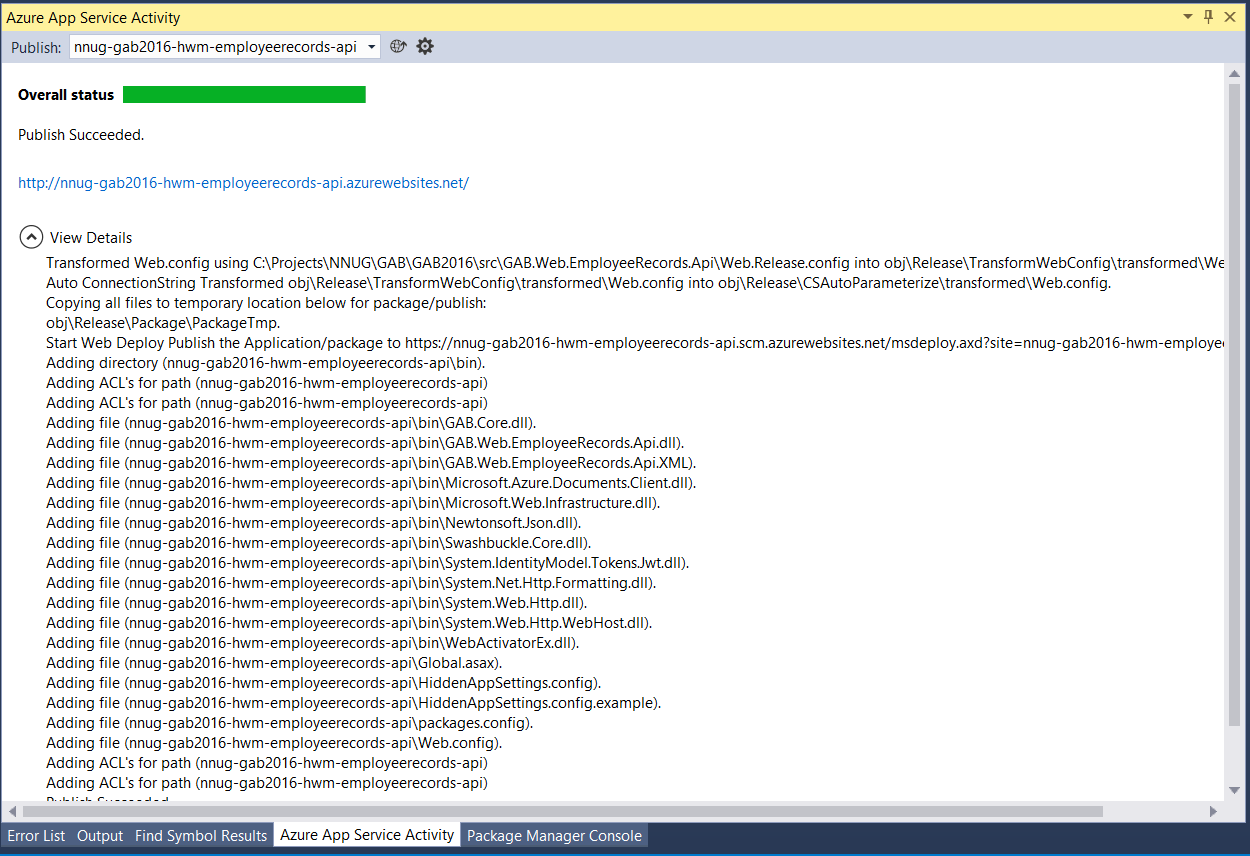 Azure App Service Activity
Publish: nnug-gab2016-hwm-employeerecords-api
Overall status
Publish Succeeded.
http://nnug-gab2016-hwm-employeerecords-api.azurewebsites.net/
View Details
Transformed Web.config using C:\Projects\NNUG\GAB\GAB2016\src\GAB.Web.EmployeeRecords.Api\Web.Release.config into obj\Release\TransformWebConfig\transformed\We
Auto ConnectionString Transformed obj\Release\TransformWebConfig\transformed\Web.config into obj\Release\CSAutoParameterize\transformed\Web.config.
Copying all files to temporary location below for package/publish:
obj\Release\Package\PackageTmp.
Start Web Deploy Publish the Application/package to https://nnug-gab2016-hwm-employeerecords-api.scm.azurewebsites.net/msdeploy.axd?site=nnug-gab2016-hwm-employee
Adding directory (nnug-gab2016-hwm-employeerecords-api\bin).
Adding ACL's for path (nnug-gab2016-hwm-employeerecords-api)
Adding ACL's for path (nnug-gab2016-hwm-employeerecords-api)
Adding file (nnug-gab2016-hwm-employeerecords-api\bin\GAB.Core.dll).
Adding file (nnug-gab2016-hwm-employeerecords-api\bin\GAB.Web.EmployeeRecords.Api.dll).
Adding file (nnug-gab2016-hwm-employeerecords-api\bin\GAB.Web.EmployeeRecords.Api.XML).
Adding file (nnug-gab2016-hwm-employeerecords-api\bin\Microsoft.Azure.Documents.Client.dll).
Adding file (nnug-gab2016-hwm-employeerecords-api\bin\Microsoft.Web.Infrastructure.dll).
Adding file (nnug-gab2016-hwm-employeerecords-api\bin\Newtonsoft.Json.dll).
Adding file (nnug-gab2016-hwm-employeerecords-api\bin\Swashbuckle.Core.dll).
Adding file (nnug-gab2016-hwm-employeerecords-api\bin\System.IdentityModel.Tokens.Jwt.dll).
Adding file (nnug-gab2016-hwm-employeerecords-api\bin\System.Net.Http.Formatting.dll).
Adding file (nnug-gab2016-hwm-employeerecords-api\bin\System.Web.Http.dll).
Adding file (nnug-gab2016-hwm-employeerecords-api\bin\System.Web.Http.WebHost.dll).
Adding file (nnug-gab2016-hwm-employeerecords-api\bin\WebActivatorEx.dll).
Adding file (nnug-gab2016-hwm-employeerecords-api\Global.asax).
Adding file (nnug-gab2016-hwm-employeerecords-api\HiddenAppSettings.config).
Adding file (nnug-gab2016-hwm-employeerecords-api\HiddenAppSettings.config.example).
Adding file (nnug-gab2016-hwm-employeerecords-api\packages.config).
Adding file (nnug-gab2016-hwm-employeerecords-api\Web.config).
Adding ACL's for path (nnug-gab2016-hwm-employeerecords-api)
Adding ACL's for path (nnug-gab2016-hwm-employeerecords-api)
Publish Succeeded
Error List Output Find Symbol Results Azure App Service Activity Package Manager Console